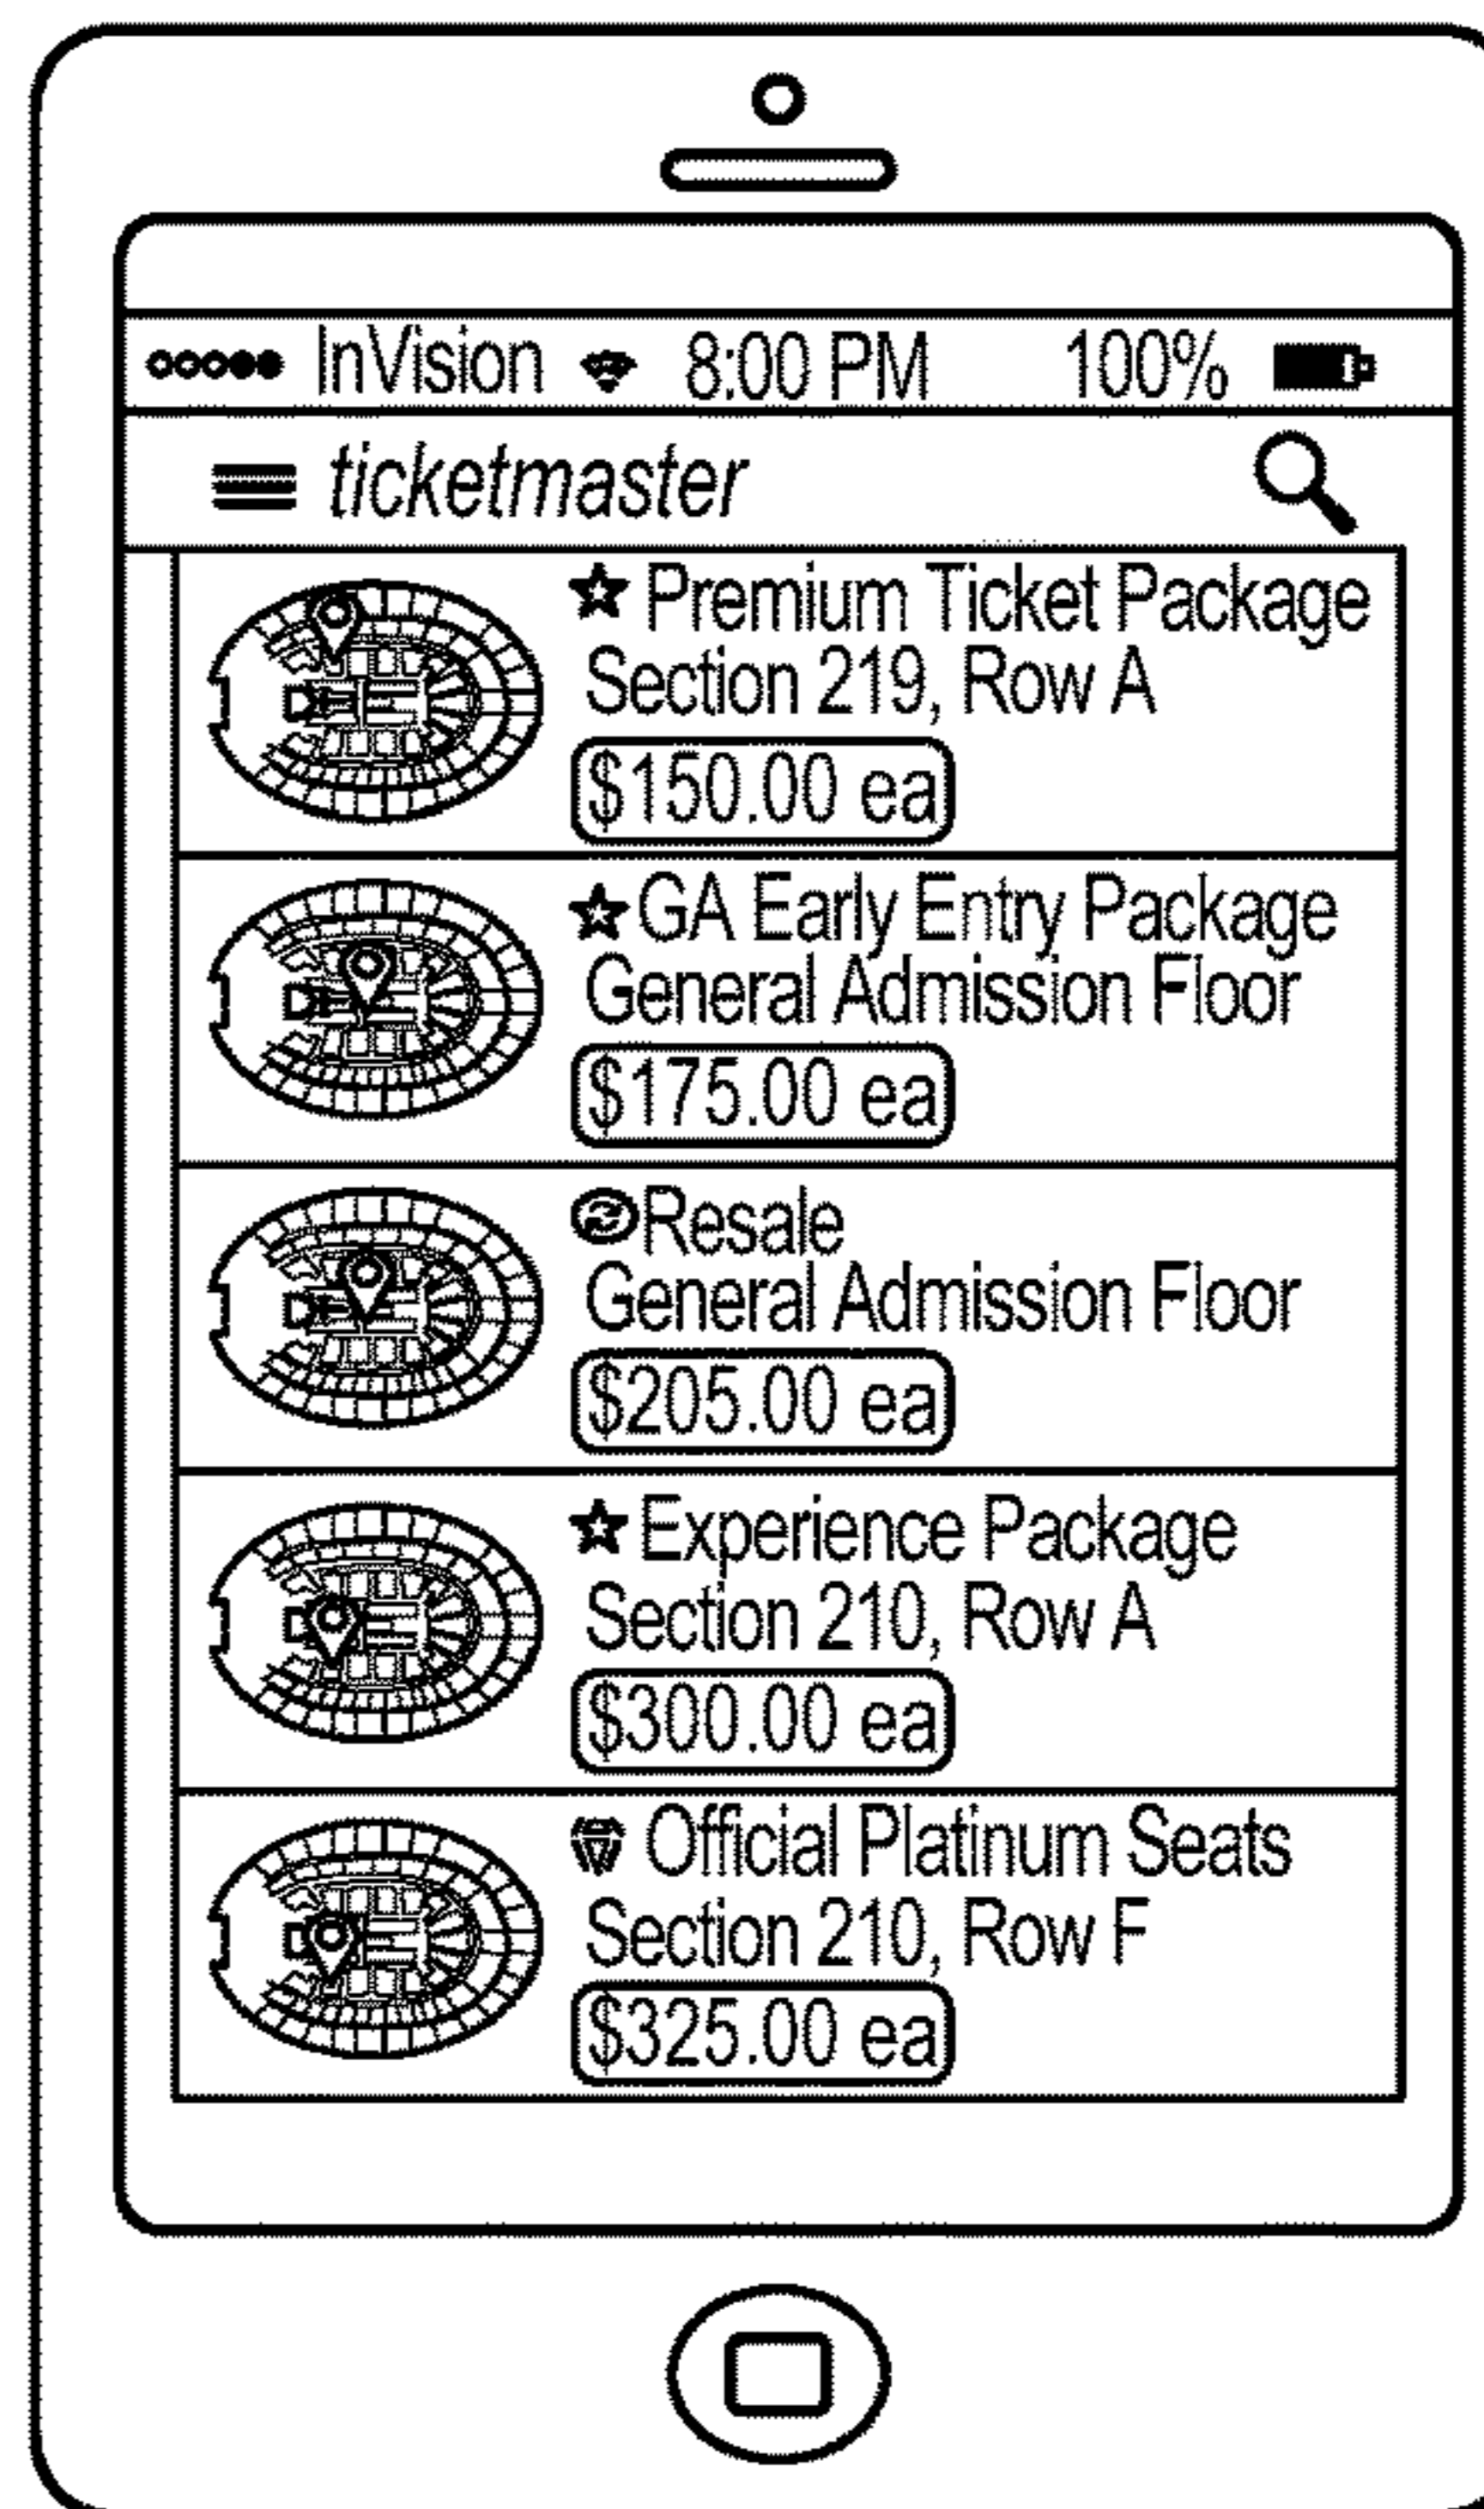 InVision 8:00 PM 100%
ticketmaster
Premium Ticket Package
Section 219, Row A
$150.00 ea
GA Early Entry Package
General Admission Floor
$175.00 ea
Resale
General Admission Floor
$205.00 ea
Experience Package
Section 210, Row A
$300.00 ea
Official Platinum Seats
Section 210, Row F
$325.00 ea